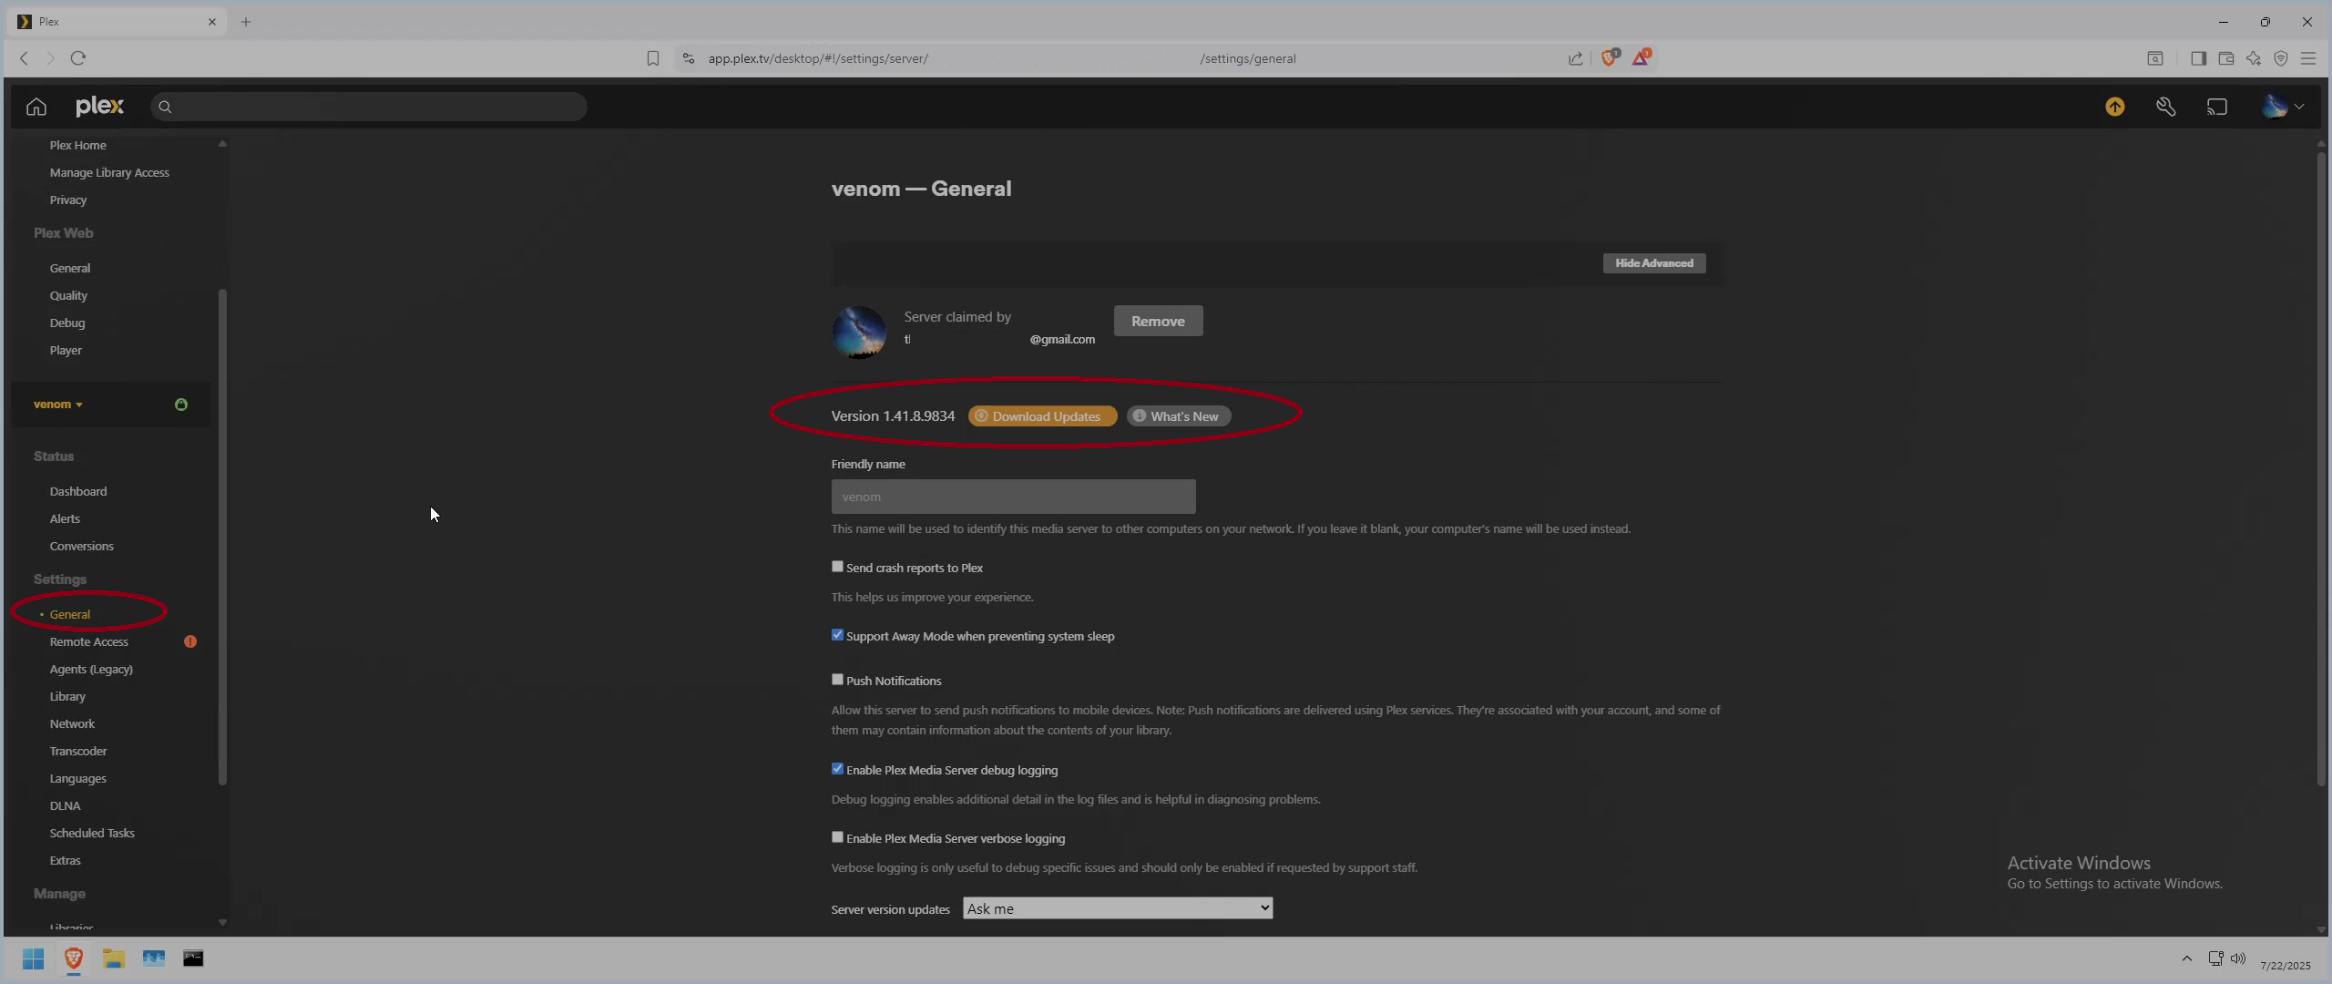 Plex
app.plex.tv/desktop/#!/settings/server/ /settings/general
1
1
plex
Plex Home
Manage Library Access
Privacy
Plex Web
General
Quality
Debug
Player
venom
Status
Dashboard
Alerts
Conversions
Settings
General
Remote Access
Agents (Legacy)
Library
Network
Transcoder
Languages
DLNA
Scheduled Tasks
Extras
Manage
Libraries
venom — General
Hide Advanced
Server claimed by
Remove
tl @gmail.com
Version 1.41.8.9834 Download Updates What's New
Friendly name
venom
This name will be used to identify this media server to other computers on your network. If you leave it blank, your computer's name will be used instead.
Send crash reports to Plex
This helps us improve your experience.
Support Away Mode when preventing system sleep
Push Notifications
Allow this server to send push notifications to mobile devices. Note: Push notifications are delivered using Plex services. They're associated with your account, and some of
them may contain information about the contents of your library.
Enable Plex Media Server debug logging
Debug logging enables additional detail in the log files and is helpful in diagnosing problems.
Enable Plex Media Server verbose logging
Verbose logging is only useful to debug specific issues and should only be enabled if requested by support staff.
Server version updates Ask me
Activate Windows
Go to Settings to activate Windows.
7/22/2025